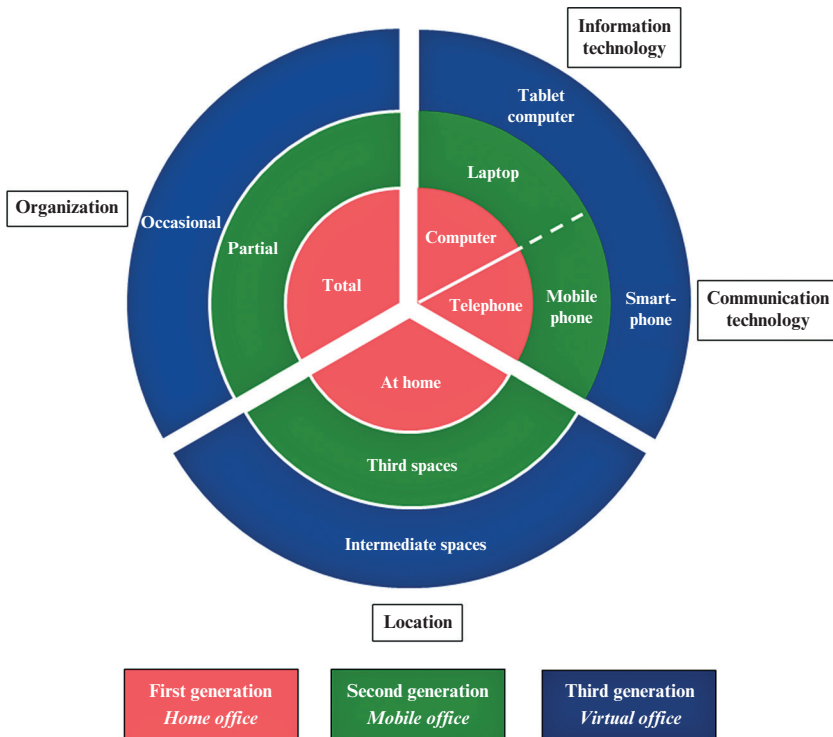 Information
technology
Tablet
computer
Laptop
Organization
Occasional
Partial
Computer
Total
Telephone
Mobile
phone
Smart-
phone
Communication
technology
At home
Third spaces
Intermediate spaces
Location
First generation
Home office
Second generation
Mobile office
Third generation
Virtual office